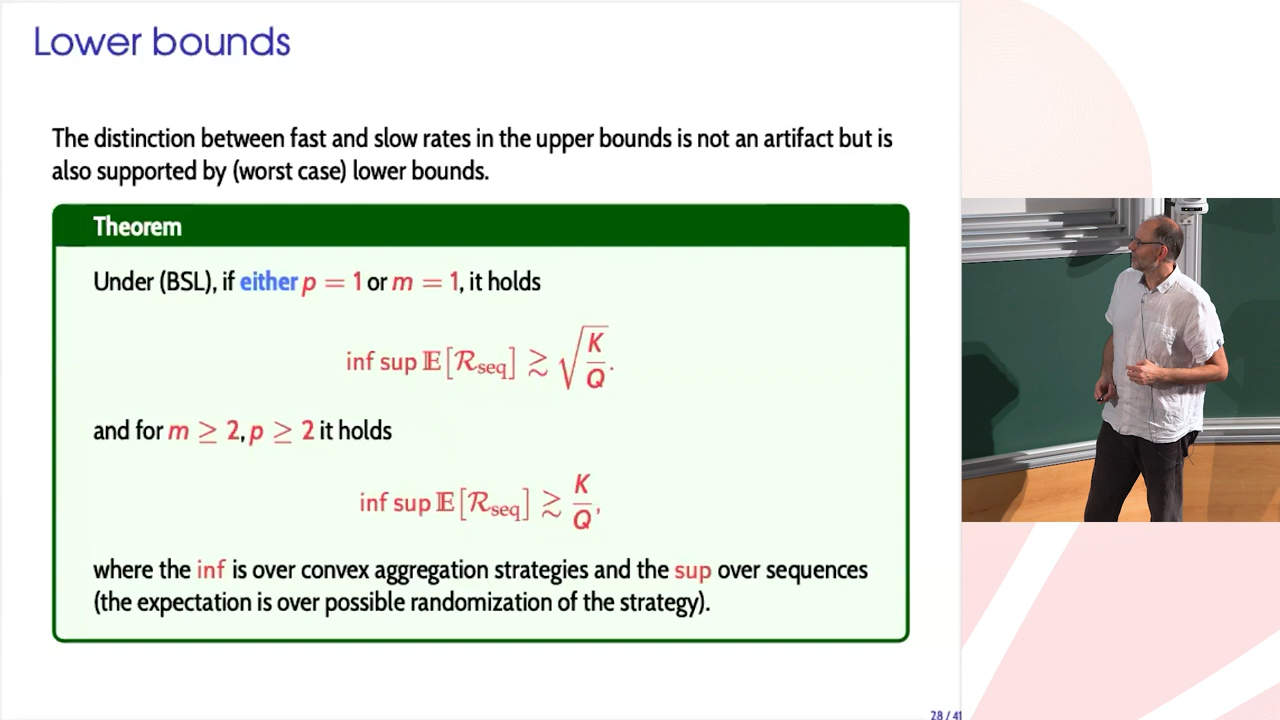 Lower bounds
The distinction between fast and slow rates in the upper bounds is not an artifact but is
also supported by (worst case) lower bounds.
Theorem
Under (BSL), if either p = 1 or m = 1, it holds
inf sup 𝔼[𝓡_seq] ≳ √(K/Q).
and for m ≥ 2, p ≥ 2 it holds
inf sup 𝔼[𝓡_seq] ≳ K/Q,
where the inf is over convex aggregation strategies and the sup over sequences
(the expectation is over possible randomization of the strategy).
28 / 41